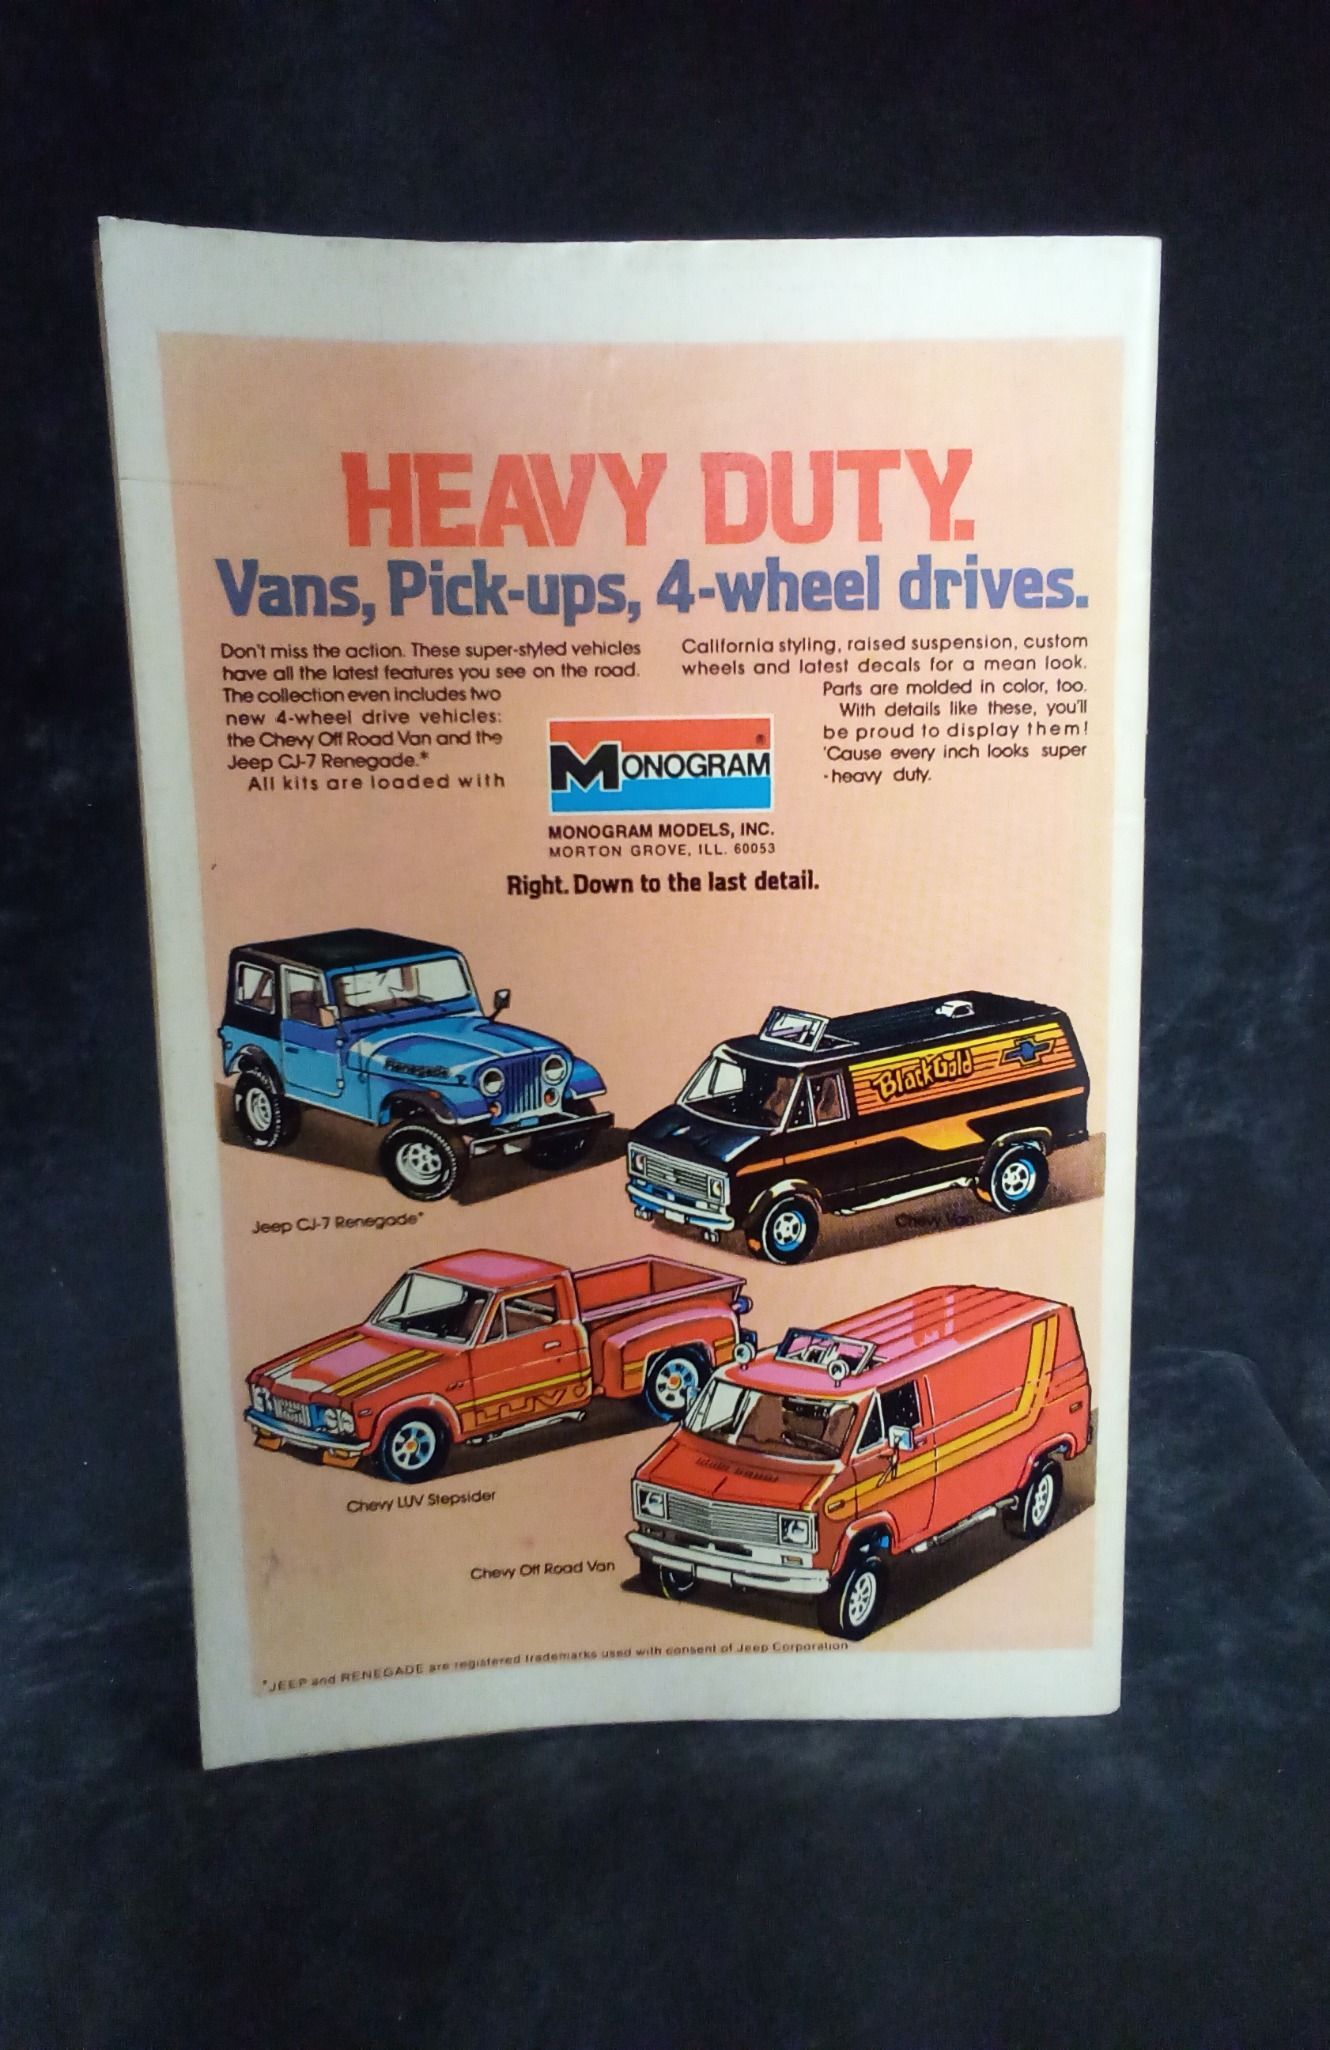 HEAVY DUTY.
Vans, Pick-ups, 4-wheel drives.
Don't miss the action. These super-styled vehicles
have all the latest features you see on the road.
The collection even includes two
new 4-wheel drive vehicles:
the Chevy Off Road Van and the
Jeep CJ-7 Renegade.*
All kits are loaded with
California styling, raised suspension, custom
wheels and latest decals for a mean look.
Parts are molded in color, too.
With details like these, you'll
be proud to display them!
'Cause every inch looks super
-heavy duty.
MONOGRAM
®
MONOGRAM MODELS, INC.
MORTON GROVE, ILL. 60053
Right. Down to the last detail.
Renegade
Black Gold
Jeep CJ-7 Renegade*
Chevy Van
LUV
Chevy LUV Stepsider
Chevy Off Road Van
*JEEP and RENEGADE are registered trademarks used with consent of Jeep Corporation